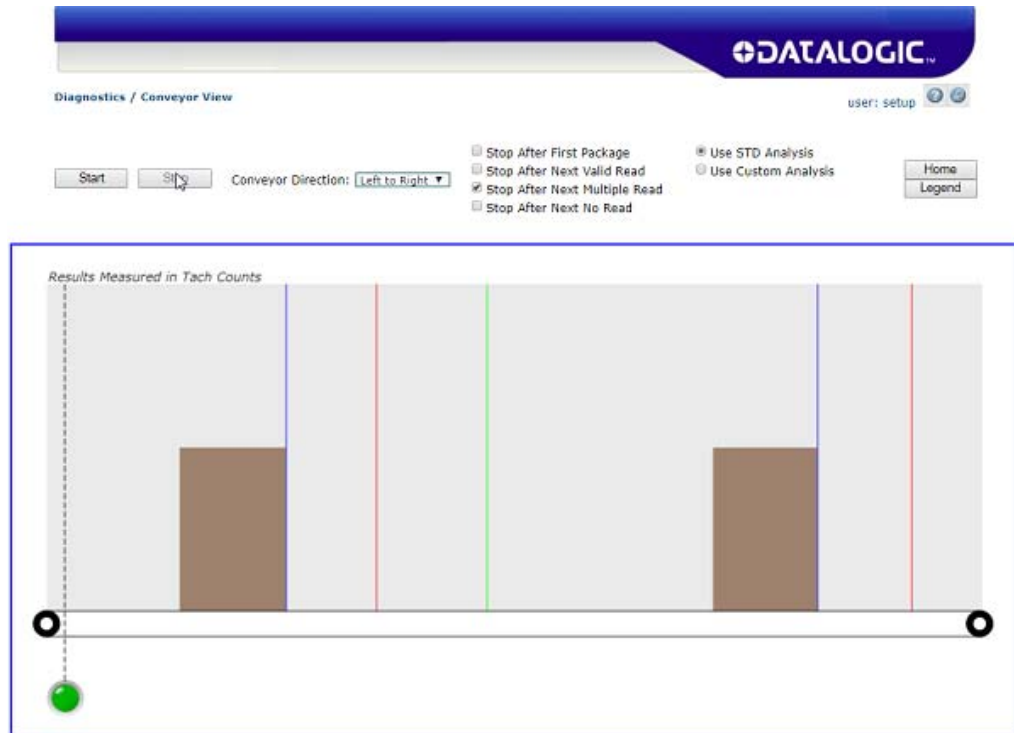 DATALOGIC™
Diagnostics / Conveyor View
user: setup
Start
Stop
Conveyor Direction:
Left to Right
Stop After First Package
Stop After Next Valid Read
Stop After Next Multiple Read
Stop After Next No Read
Use STD Analysis
Use Custom Analysis
Home
Legend
Results Measured in Tach Counts